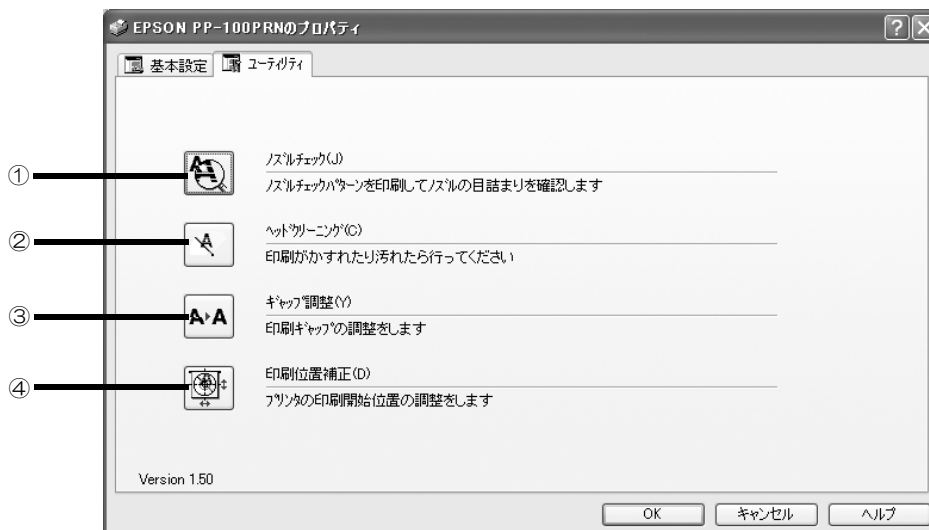 EPSON PP-100PRNのプロパティ
基本設定 ユーティリティ
① ノズルチェック(J)
ノズルチェックパターンを印刷してノズルの目詰まりを確認します
② ヘッドクリーニング(C)
印刷がかすれたり汚れたら行ってください
③ ギャップ調整(Y)
印刷ギャップの調整をします
④ 印刷位置補正(D)
プリンタの印刷開始位置の調整をします
Version 1.50
OK キャンセル ヘルプ